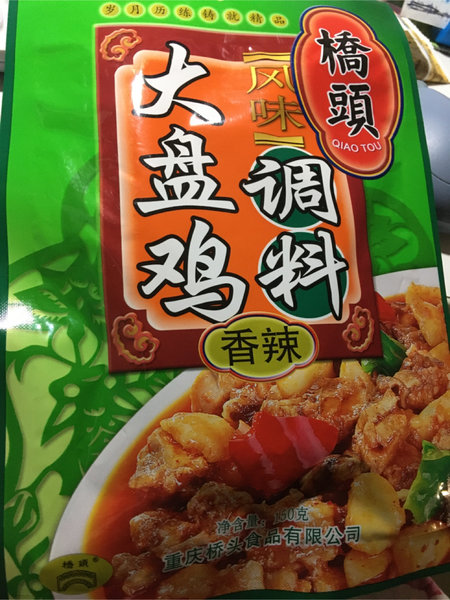 岁月历练铸就精品
橋頭
QIAO TOU
风味
大盘鸡
调料
香辣
净含量：150克
重庆桥头食品有限公司
橋頭